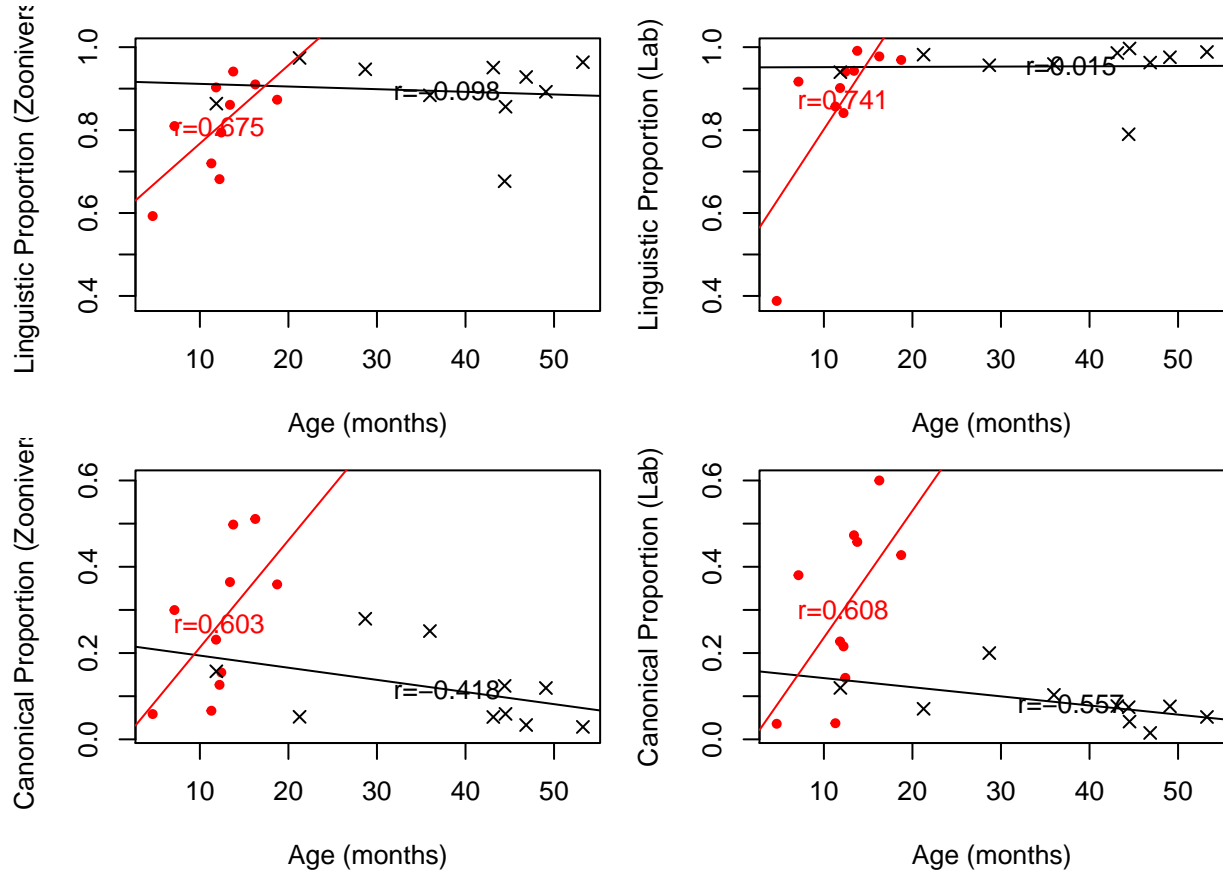 Linguistic Proportion (Zoonivers
1.0
0.8
0.6
0.4
r=0.675
r=−0.098
10 20 30 40 50
Age (months)
Linguistic Proportion (Lab)
1.0
0.8
0.6
0.4
r=0.741
r=0.015
10 20 30 40 50
Age (months)
Canonical Proportion (Zoonivers
0.6
0.4
0.2
0.0
r=0.603
r=−0.418
10 20 30 40 50
Age (months)
Canonical Proportion (Lab)
0.6
0.4
0.2
0.0
r=0.608
r=−0.557
10 20 30 40 50
Age (months)